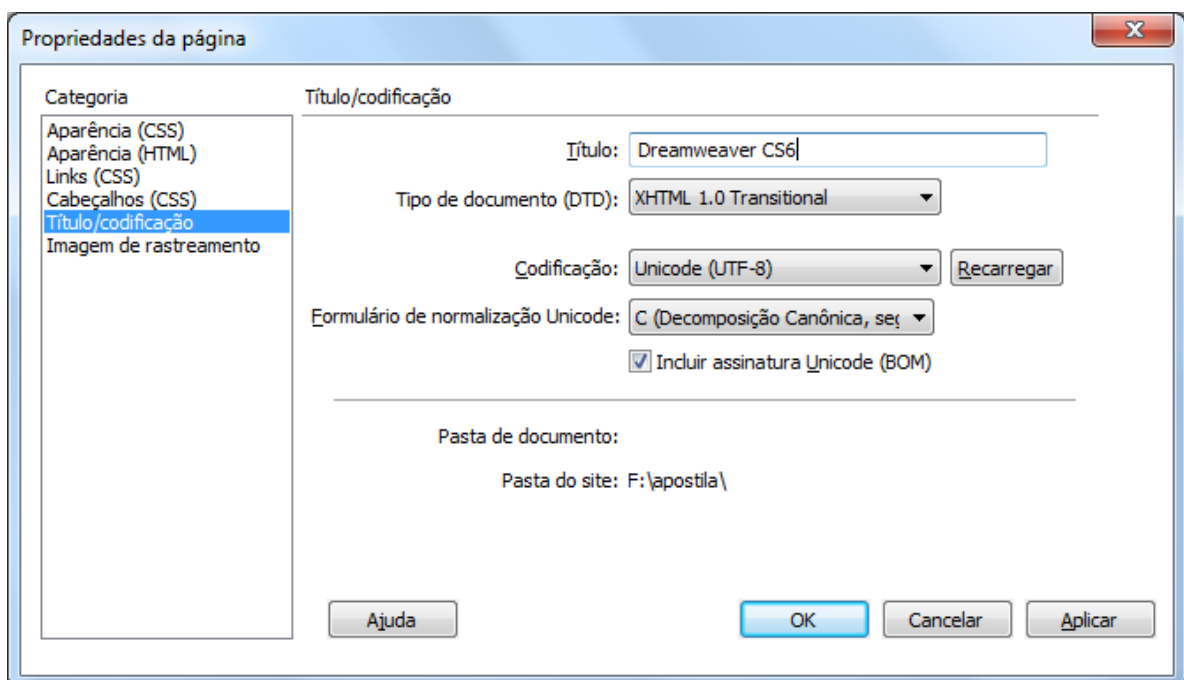 Propriedades da página
Categoria
Aparência (CSS)
Aparência (HTML)
Links (CSS)
Cabeçalhos (CSS)
Título/codificação
Imagem de rastreamento
Título/codificação
Título: Dreamweaver CS6
Tipo de documento (DTD): XHTML 1.0 Transitional
Codificação: Unicode (UTF-8) Recarregar
Formulário de normalização Unicode: C (Decomposição Canônica, seg
Incluir assinatura Unicode (BOM)
Pasta de documento:
Pasta do site: F:\apostila\
Ajuda OK Cancelar Aplicar